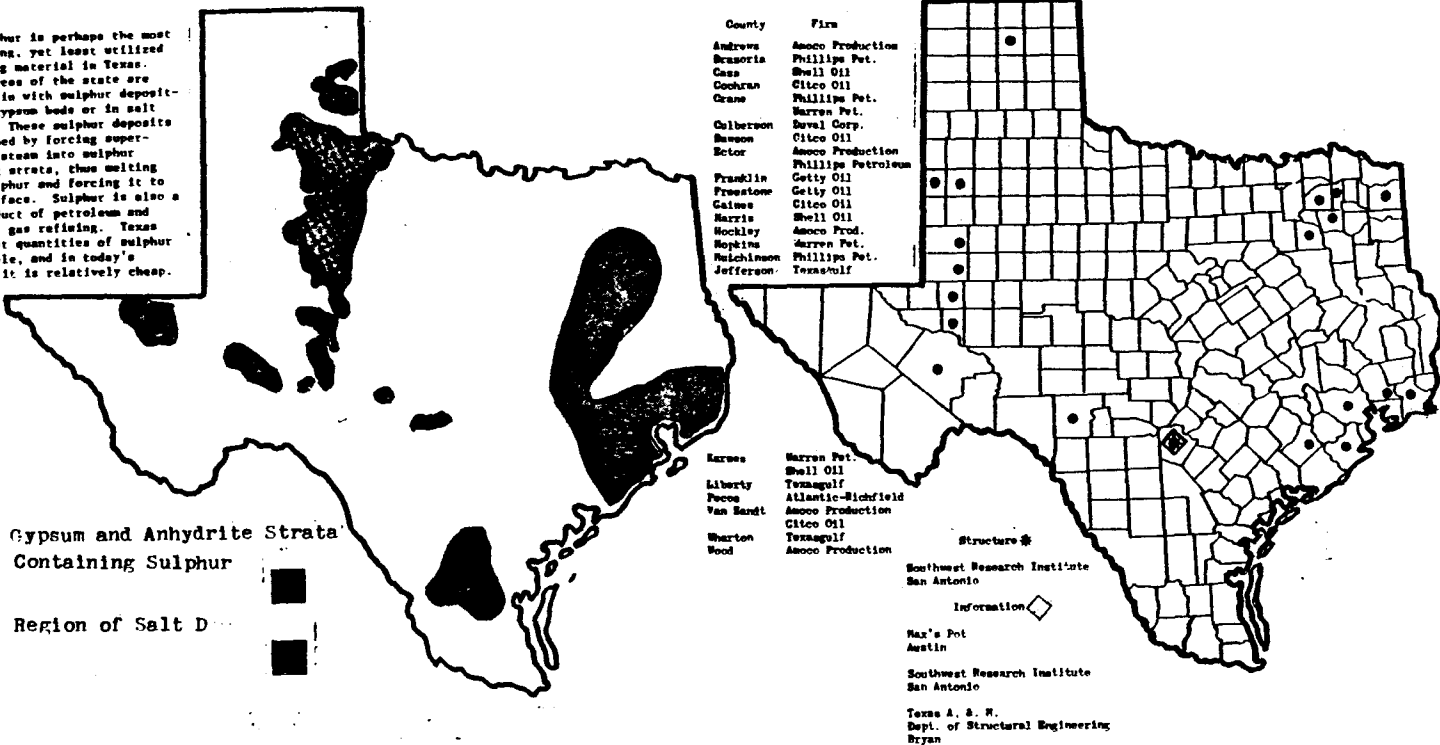 hur is perhaps the most
ng, yet least utilized
g material in Texas.
eas of the state are
in with sulphur deposit-
ypsum beds or in salt
These sulphur deposits
ed by forcing super-
steam into sulphur
strata, thus melting
phur and forcing it to
face. Sulphur is also a
uct of petroleum and
gas refining. Texas
t quantities of sulphur
le, and in today's
it is relatively cheap.
Gypsum and Anhydrite Strata
Containing Sulphur
Region of Salt D
County Firm
Andrews Amoco Production
Brazoria Phillips Pet.
Cass Shell Oil
Cochran Citco Oil
Crane Phillips Pet.
Warren Pet.
Culberson Duval Corp.
Dawson Citco Oil
Ector Amoco Production
Phillips Petroleum
Franklin Getty Oil
Freestone Getty Oil
Gaines Citco Oil
Harris Shell Oil
Hockley Amoco Prod.
Hopkins Warren Pet.
Hutchinson Phillips Pet.
Jefferson Texasgulf
Karnes Warren Pet.
Shell Oil
Liberty Texasgulf
Pecos Atlantic-Richfield
Van Zandt Amoco Production
Citco Oil
Wharton Texasgulf
Wood Amoco Production
Structure
Southwest Research Institute
San Antonio
Information
Max's Pot
Austin
Southwest Research Institute
San Antonio
Texas A. & M.
Dept. of Structural Engineering
Bryan